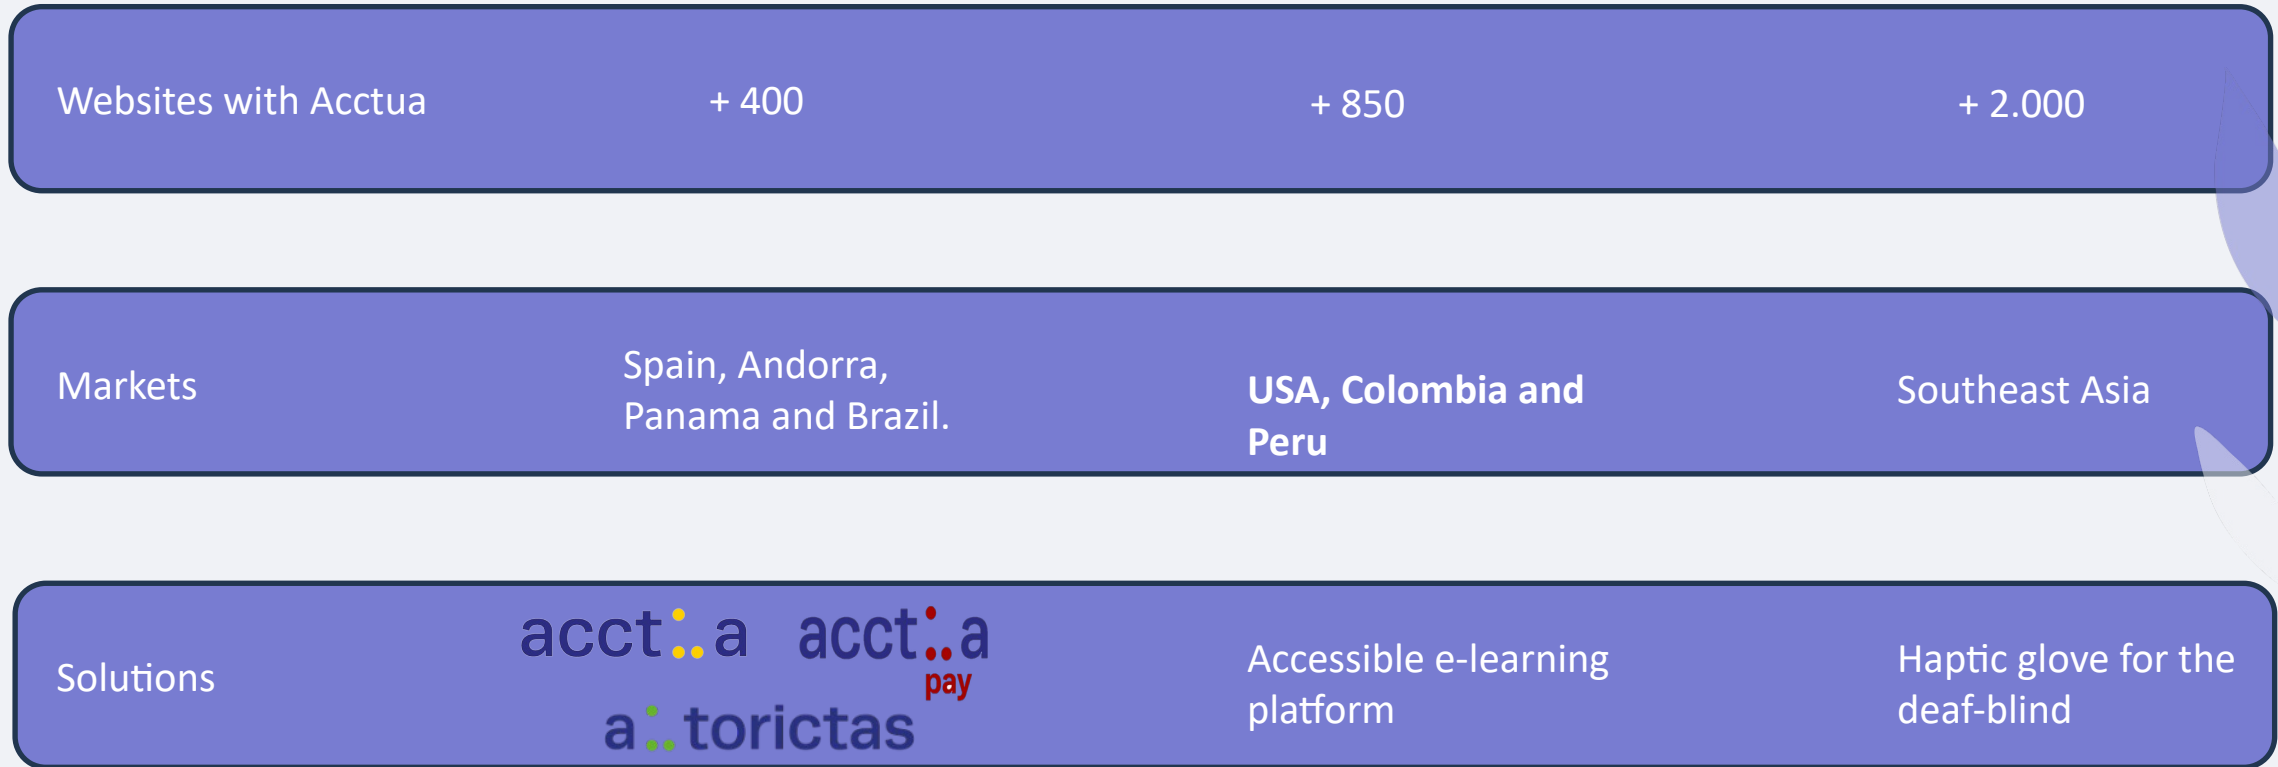 Websites with Acctua
+ 400
+ 850
+ 2.000
Markets
Spain, Andorra,
Panama and Brazil.
USA, Colombia and
Peru
Southeast Asia
Solutions
acct⠥a
acct⠥a
pay
a⠥torictas
Accessible e-learning
platform
Haptic glove for the
deaf-blind